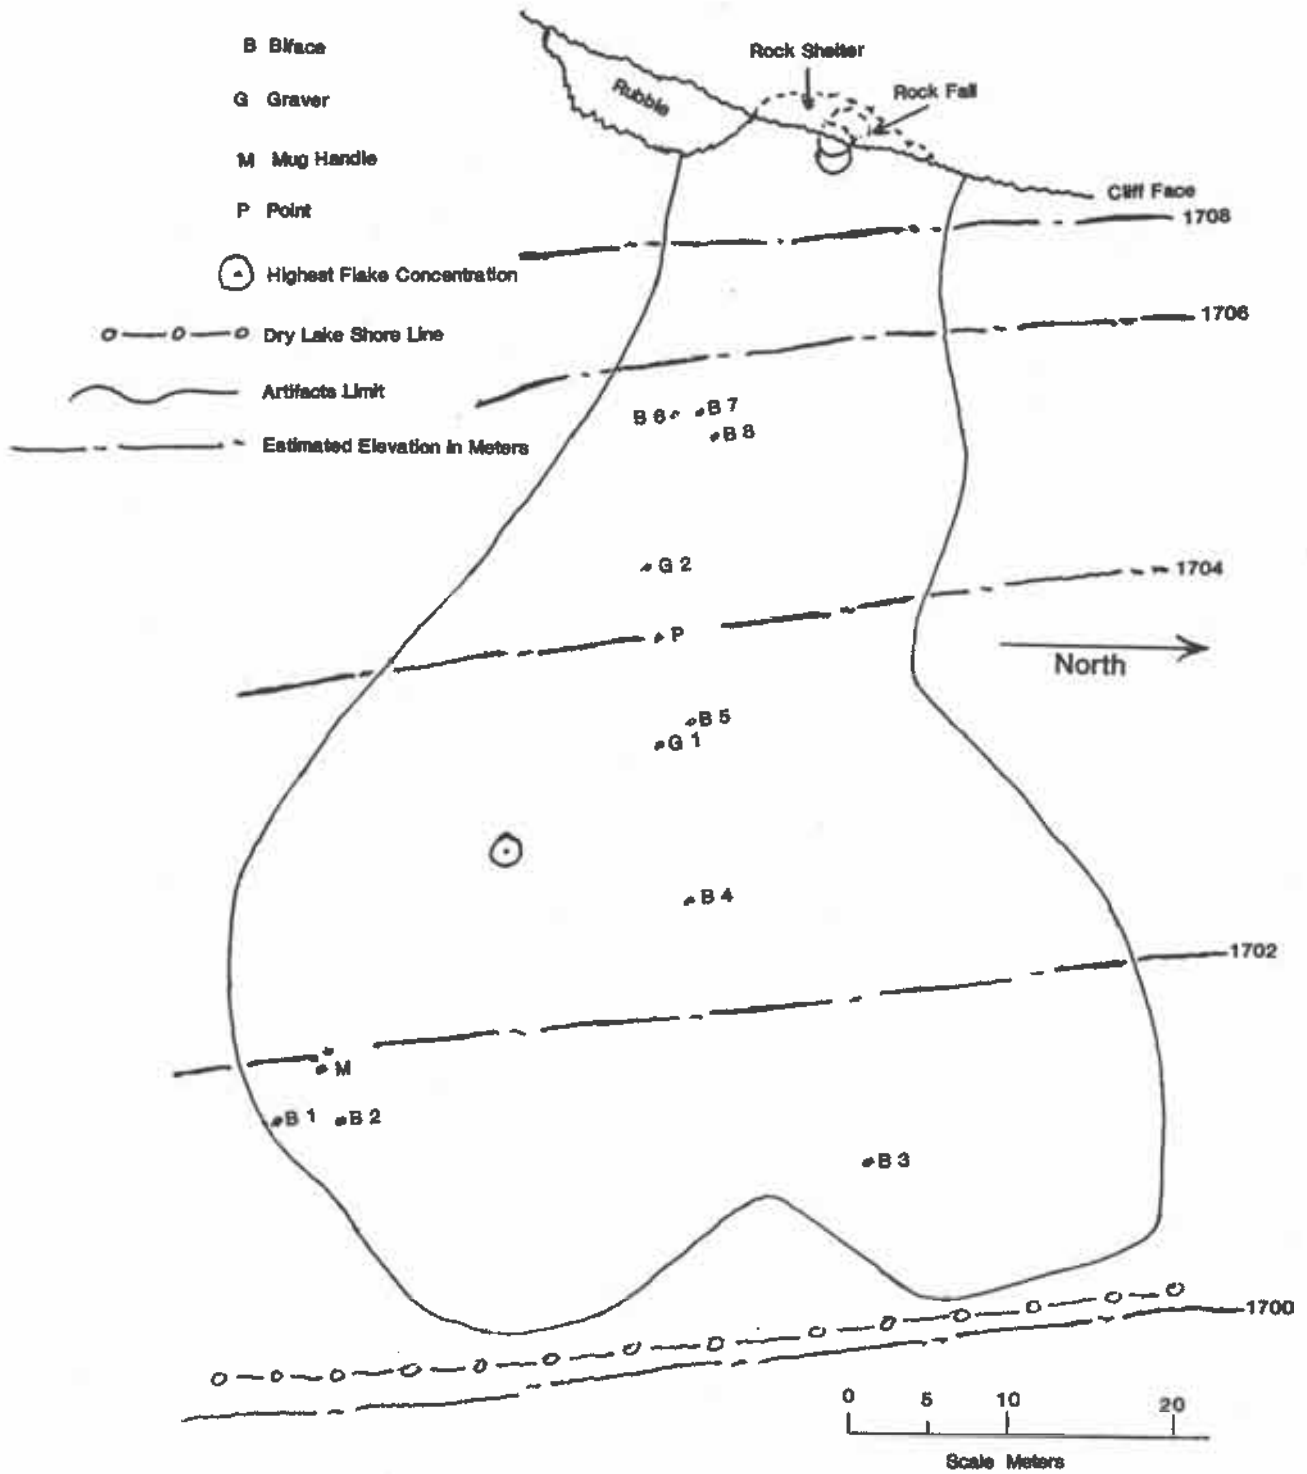 B Biface
G Graver
M Mug Handle
P Point
Highest Flake Concentration
Dry Lake Shore Line
Artifacts Limit
Estimated Elevation in Meters
Rubble
Rock Shelter
Rock Fall
Cliff Face
1708
1706
B 6
B 7
B 8
G 2
1704
P
North
B 5
G 1
B 4
1702
M
B 1
B 2
B 3
1700
0 5 10 20
Scale Meters